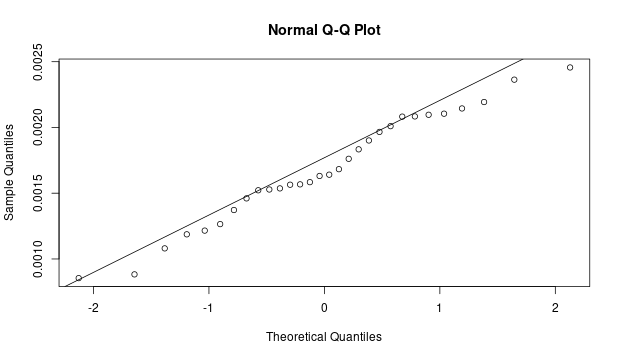 Normal Q-Q Plot
Sample Quantiles
0.0025
0.0020
0.0015
0.0010
-2 -1 0 1 2
Theoretical Quantiles